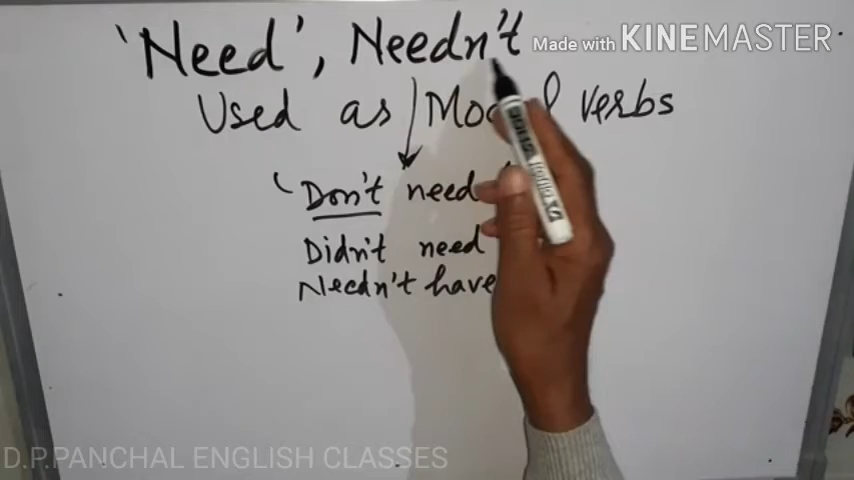 'Need', Needn't
Made with KINEMASTER
Used as verbs
'Don't need
Didn't need
Needn't have
D.P.PANCHAL ENGLISH CLASSES